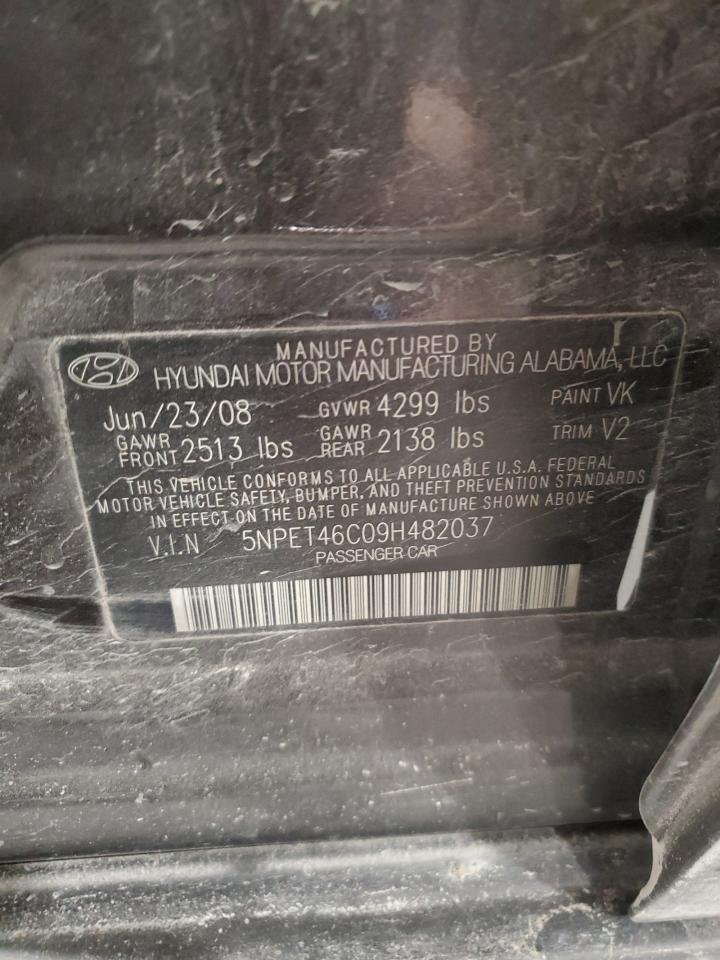 MANUFACTURED BY
HYUNDAI MOTOR MANUFACTURING ALABAMA, LLC
Jun/23/08 GVWR 4299 lbs PAINT VK
GAWR FRONT 2513 lbs GAWR REAR 2138 lbs TRIM V2
THIS VEHICLE CONFORMS TO ALL APPLICABLE U.S.A. FEDERAL
MOTOR VEHICLE SAFETY, BUMPER, AND THEFT PREVENTION STANDARDS
IN EFFECT ON THE DATE OF MANUFACTURE SHOWN ABOVE
V.I.N 5NPET46C09H482037
PASSENGER CAR